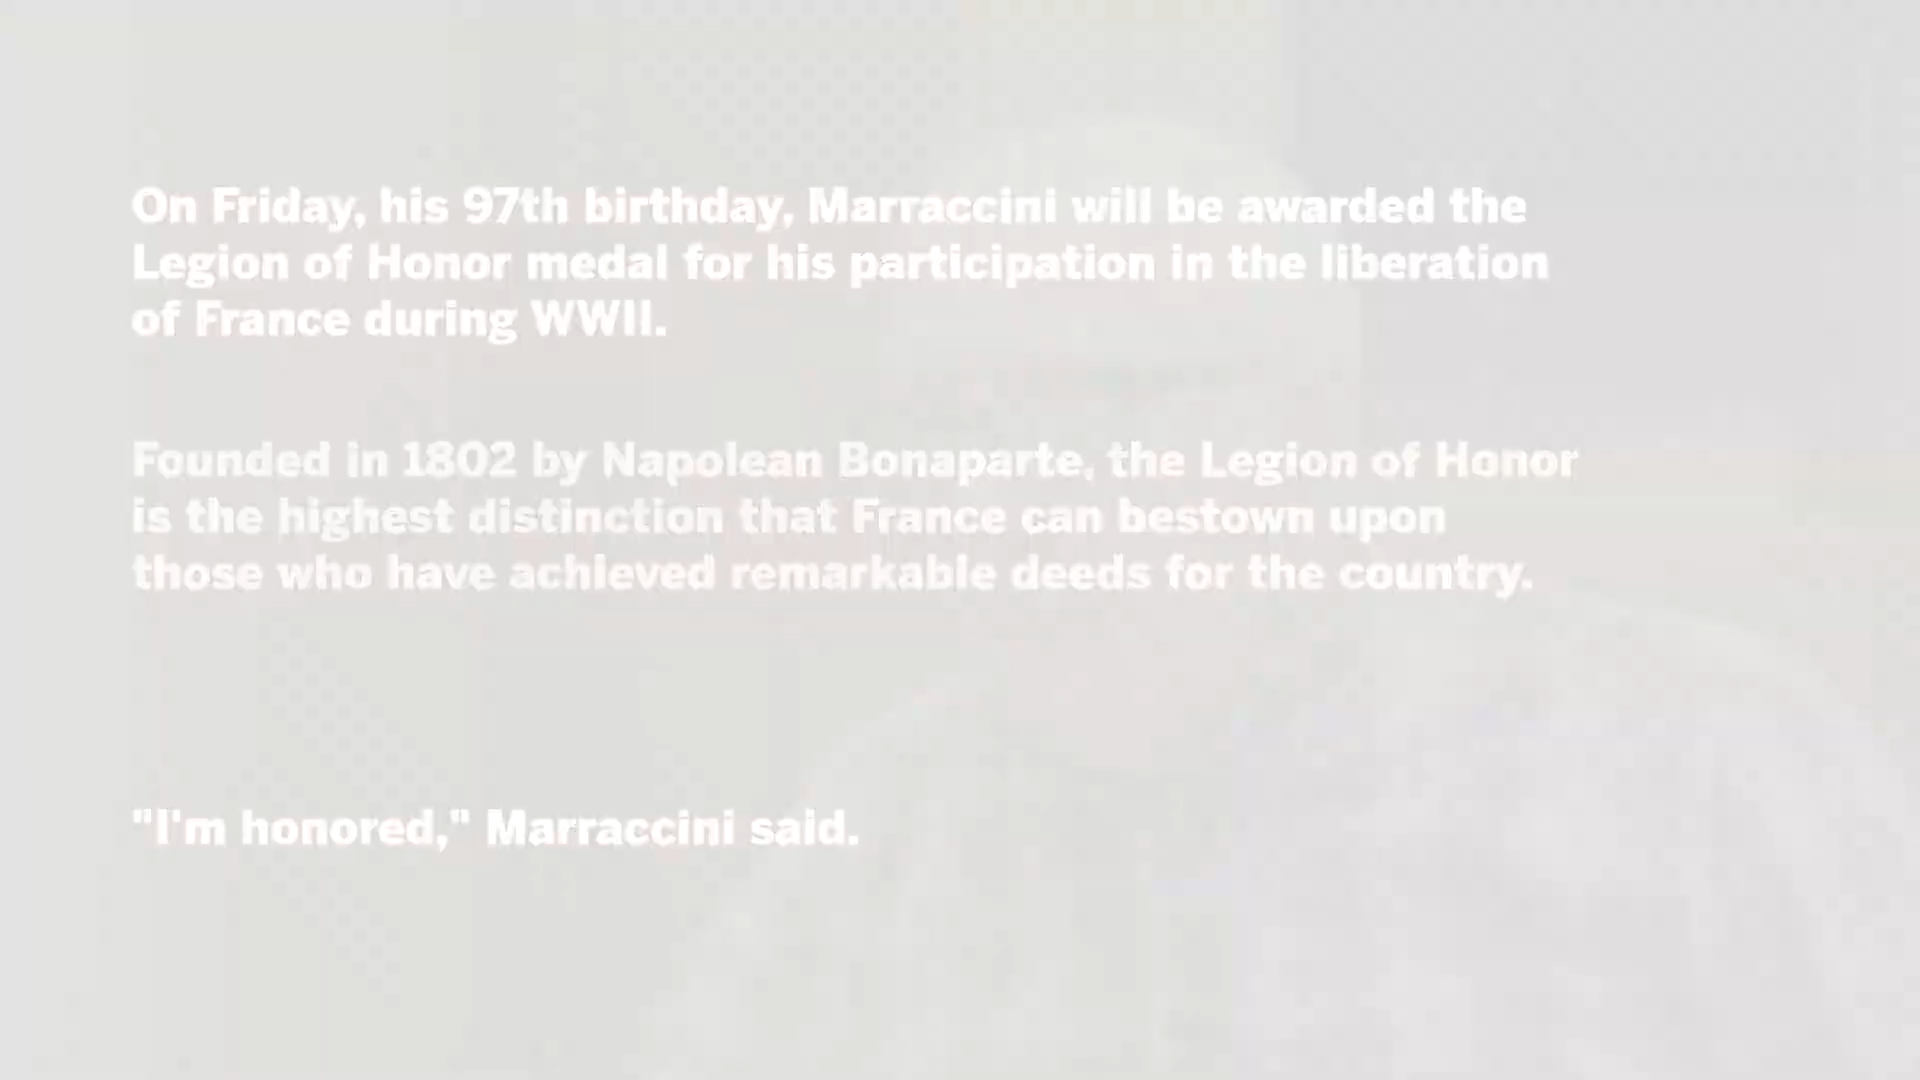 On Friday, his 97th birthday, Marraccini will be awarded the
Legion of Honor medal for his participation in the liberation
of France during WWII.
Founded in 1802 by Napolean Bonaparte, the Legion of Honor
is the highest distinction that France can bestown upon
those who have achieved remarkable deeds for the country.
"I'm honored," Marraccini said.